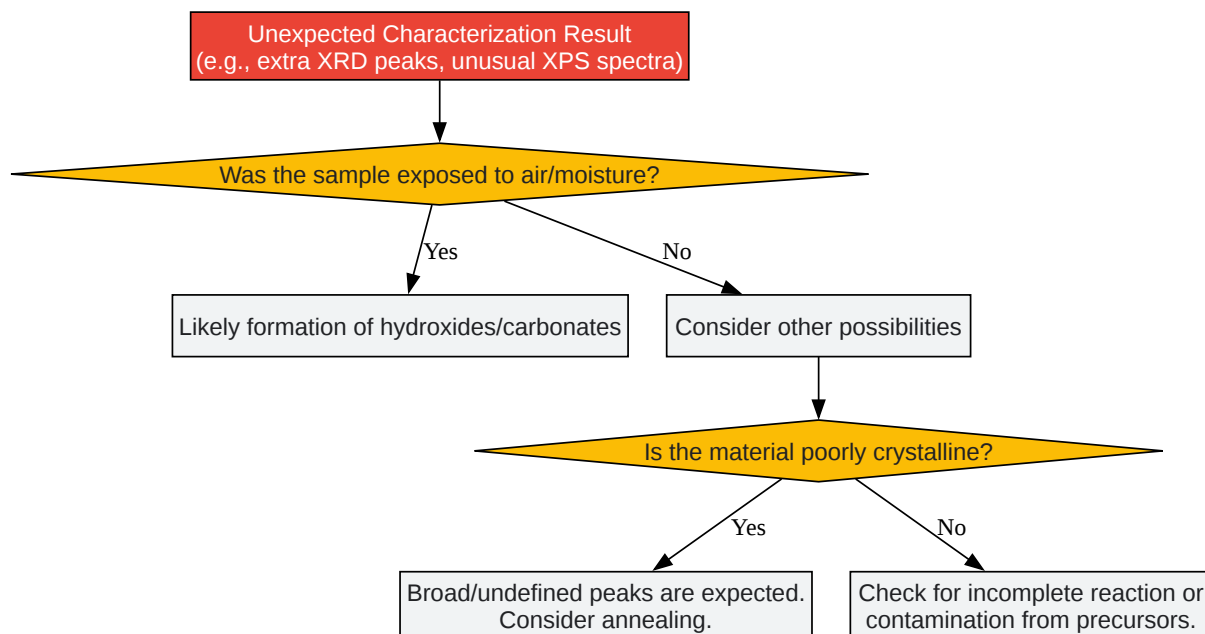 Unexpected Characterization Result
(e.g., extra XRD peaks, unusual XPS spectra)
Was the sample exposed to air/moisture?
Yes
No
Likely formation of hydroxides/carbonates
Consider other possibilities
Is the material poorly crystalline?
Yes
No
Broad/undefined peaks are expected.
Consider annealing.
Check for incomplete reaction or
contamination from precursors.